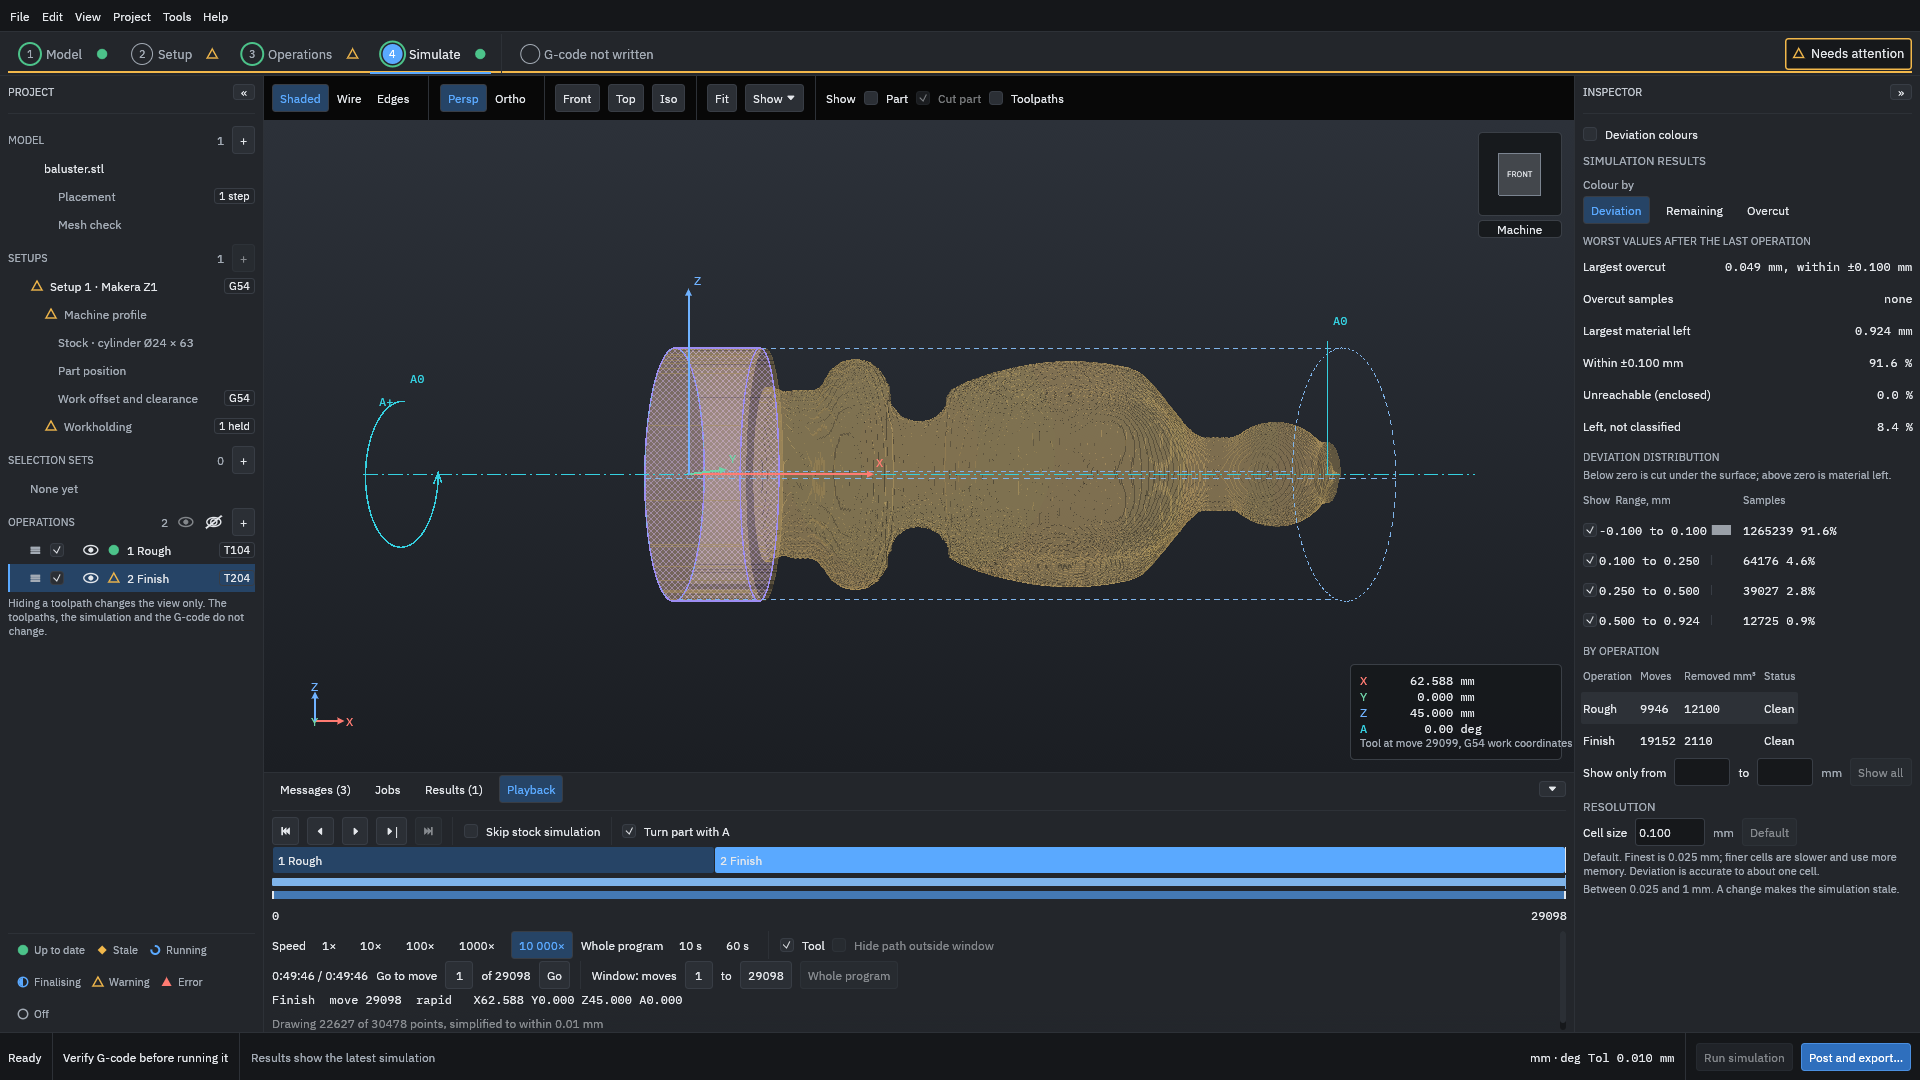 File Edit View Project Tools Help
1 Model 2 Setup 3 Operations 4 Simulate G-code not written Needs attention
PROJECT «
MODEL 1 +
baluster.stl
Placement 1 step
Mesh check
SETUPS 1 +
Setup 1 · Makera Z1 G54
Machine profile
Stock · cylinder Ø24 × 63
Part position
Work offset and clearance G54
Workholding 1 held
SELECTION SETS 0 +
None yet
OPERATIONS 2 +
1 Rough T104
2 Finish T204
Hiding a toolpath changes the view only. The
toolpaths, the simulation and the G-code do not
change.
Up to date Stale Running
Finalising Warning Error
Off
Shaded Wire Edges Persp Ortho Front Top Iso Fit Show Show Part Cut part Toolpaths
FRONT
Machine
Z
A0
A0
A+
Y
X
A
Z
Y X
X 62.588 mm
Y 0.000 mm
Z 45.000 mm
A 0.00 deg
Tool at move 29099, G54 work coordinates
Messages (3) Jobs Results (1) Playback
Skip stock simulation Turn part with A
1 Rough 2 Finish
0 29098
Speed 1× 10× 100× 1000× 10 000× Whole program 10 s 60 s Tool Hide path outside window
0:49:46 / 0:49:46 Go to move 1 of 29098 Go Window: moves 1 to 29098 Whole program
Finish move 29098 rapid X62.588 Y0.000 Z45.000 A0.000
Drawing 22627 of 30478 points, simplified to within 0.01 mm
INSPECTOR »
Deviation colours
SIMULATION RESULTS
Colour by
Deviation Remaining Overcut
WORST VALUES AFTER THE LAST OPERATION
Largest overcut 0.049 mm, within ±0.100 mm
Overcut samples none
Largest material left 0.924 mm
Within ±0.100 mm 91.6 %
Unreachable (enclosed) 0.0 %
Left, not classified 8.4 %
DEVIATION DISTRIBUTION
Below zero is cut under the surface; above zero is material left.
Show Range, mm Samples
-0.100 to 0.100 1265239 91.6%
0.100 to 0.250 64176 4.6%
0.250 to 0.500 39027 2.8%
0.500 to 0.924 12725 0.9%
BY OPERATION
Operation Moves Removed mm³ Status
Rough 9946 12100 Clean
Finish 19152 2110 Clean
Show only from to mm Show all
RESOLUTION
Cell size 0.100 mm Default
Default. Finest is 0.025 mm; finer cells are slower and use more
memory. Deviation is accurate to about one cell.
Between 0.025 and 1 mm. A change makes the simulation stale.
Ready Verify G-code before running it Results show the latest simulation mm · deg Tol 0.010 mm Run simulation Post and export...